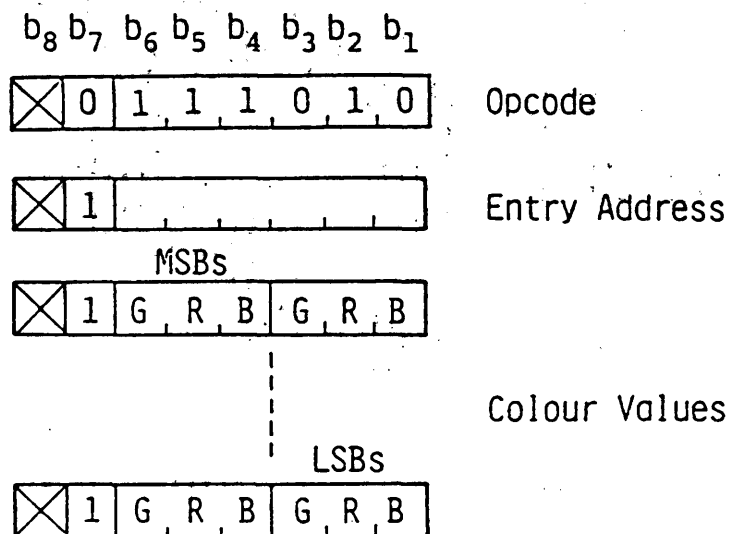 b8 b7 b6 b5 b4 b3 b2 b1
0 1 1 1 0 1 0 Opcode
1 Entry Address
MSBs
1 G R B G R B
Colour Values
LSBs
1 G R B G R B